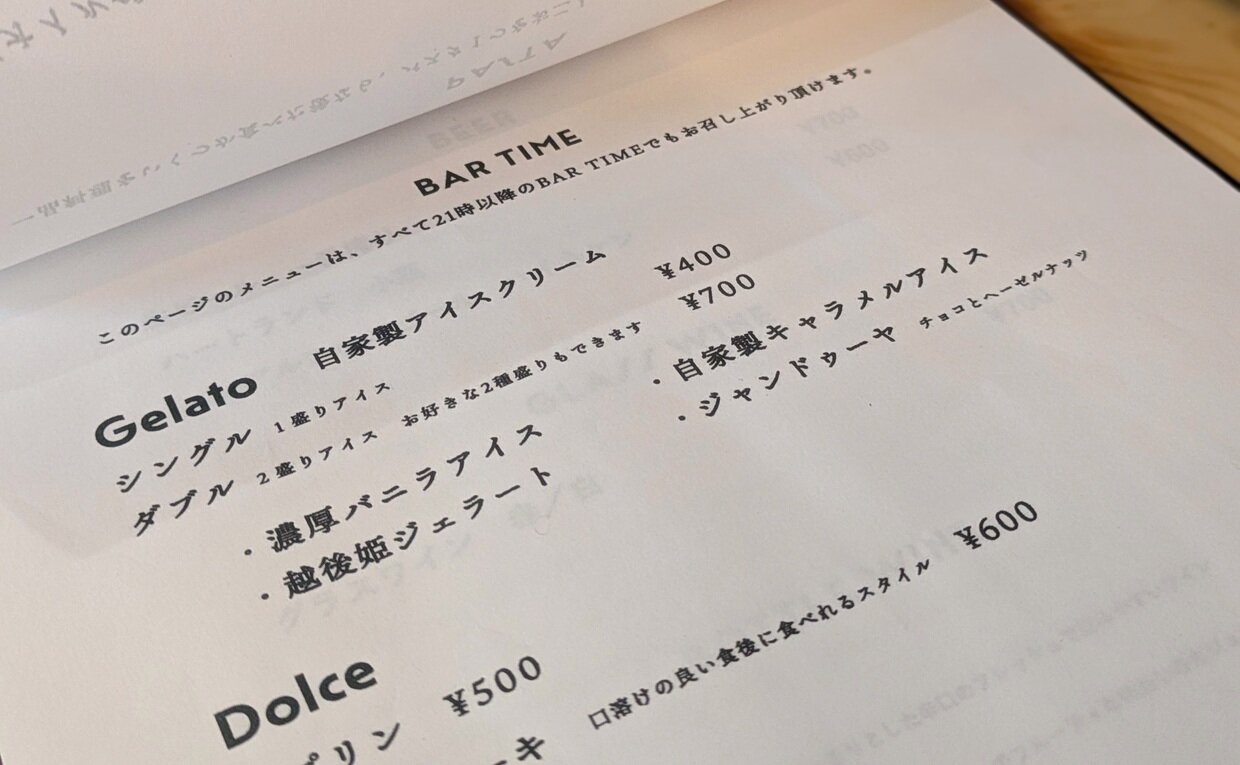 BAR TIME
このページのメニューは、すべて21時以降のBAR TIMEでもお召し上がり頂けます。
Gelato 自家製アイスクリーム
シングル 1盛りアイス ¥400
ダブル 2盛りアイス お好きな2種盛りもできます ¥700
・濃厚バニラアイス ・自家製キャラメルアイス
・越後姫ジェラート ・ジャンドゥーヤ チョコとヘーゼルナッツ
Dolce
プリン ¥500
ーキ 口溶けの良い食後に食べれるスタイル ¥600